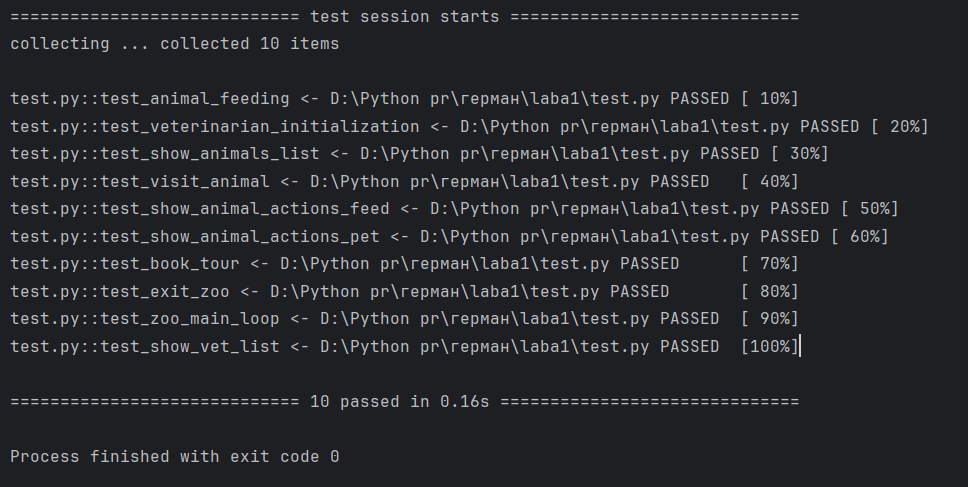 ============================= test session starts =============================
collecting ... collected 10 items
test.py::test_animal_feeding <- D:\Python pr\герман\laba1\test.py PASSED [ 10%]
test.py::test_veterinarian_initialization <- D:\Python pr\герман\laba1\test.py PASSED [ 20%]
test.py::test_show_animals_list <- D:\Python pr\герман\laba1\test.py PASSED [ 30%]
test.py::test_visit_animal <- D:\Python pr\герман\laba1\test.py PASSED   [ 40%]
test.py::test_show_animal_actions_feed <- D:\Python pr\герман\laba1\test.py PASSED [ 50%]
test.py::test_show_animal_actions_pet <- D:\Python pr\герман\laba1\test.py PASSED [ 60%]
test.py::test_book_tour <- D:\Python pr\герман\laba1\test.py PASSED      [ 70%]
test.py::test_exit_zoo <- D:\Python pr\герман\laba1\test.py PASSED       [ 80%]
test.py::test_zoo_main_loop <- D:\Python pr\герман\laba1\test.py PASSED  [ 90%]
test.py::test_show_vet_list <- D:\Python pr\герман\laba1\test.py PASSED  [100%]
============================= 10 passed in 0.16s ==============================
Process finished with exit code 0